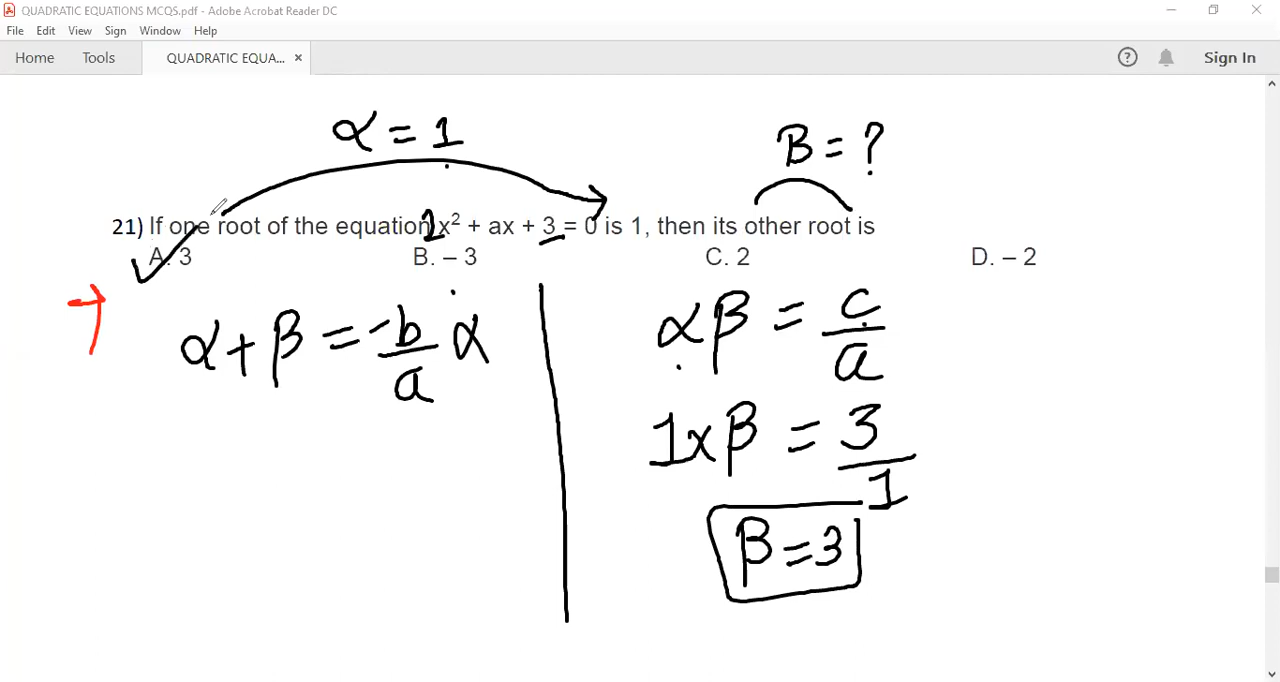 QUADRATIC EQUATIONS MCQS.pdf - Adobe Acrobat Reader DC
File Edit View Sign Window Help
Home Tools QUADRATIC EQUA... × Sign In
α = 1
B = ?
21) If one root of the equation 1x² + ax + 3 = 0 is 1, then its other root is
A. 3 B. – 3 C. 2 D. – 2
α + β = -b/a α
αβ = c/a
1 x β = 3/1
β = 3